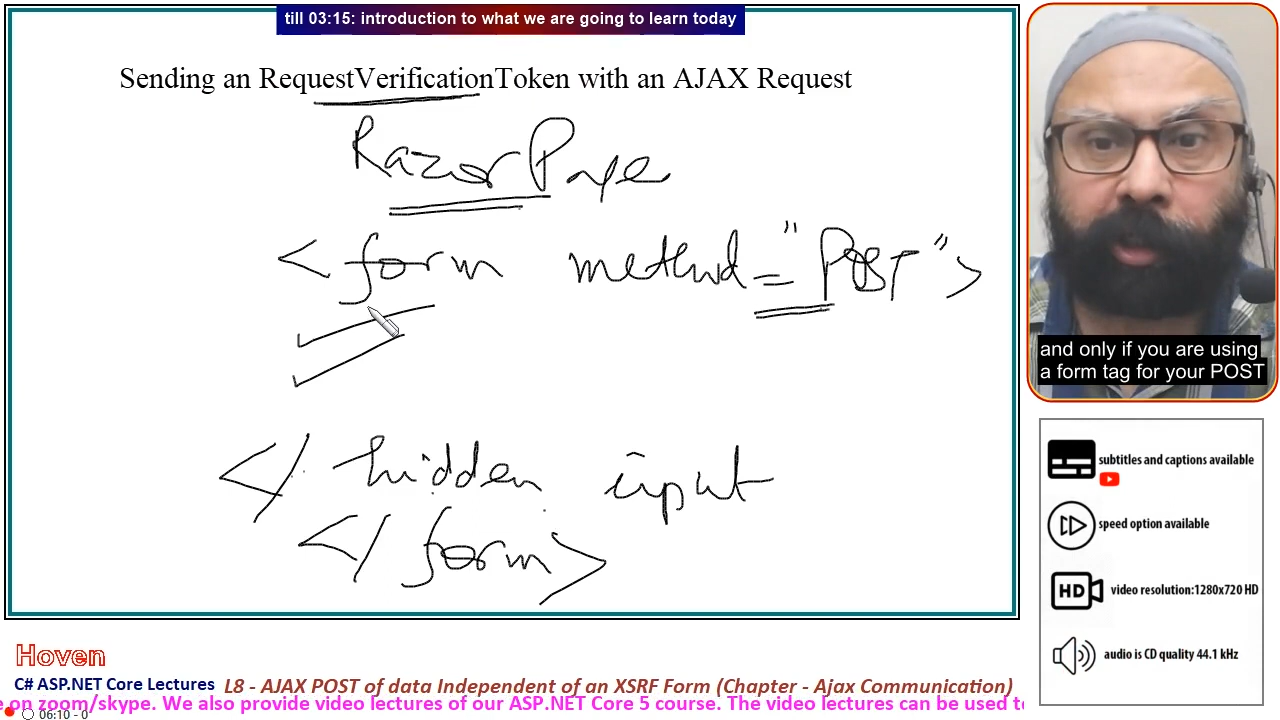 till 03:15: introduction to what we are going to learn today
Sending an RequestVerificationToken with an AJAX Request
Razor Page
< form method = "POST" >
</ hidden input
</ form>
and only if you are using
a form tag for your POST
subtitles and captions available
speed option available
HD video resolution:1280x720 HD
audio is CD quality 44.1 kHz
Hoven
C# ASP.NET Core Lectures L8 - AJAX POST of data Independent of an XSRF Form (Chapter - Ajax Communication)
e on zoom/skype. We also provide video lectures of our ASP.NET Core 5 course. The video lectures can be used t
06:10 - 0